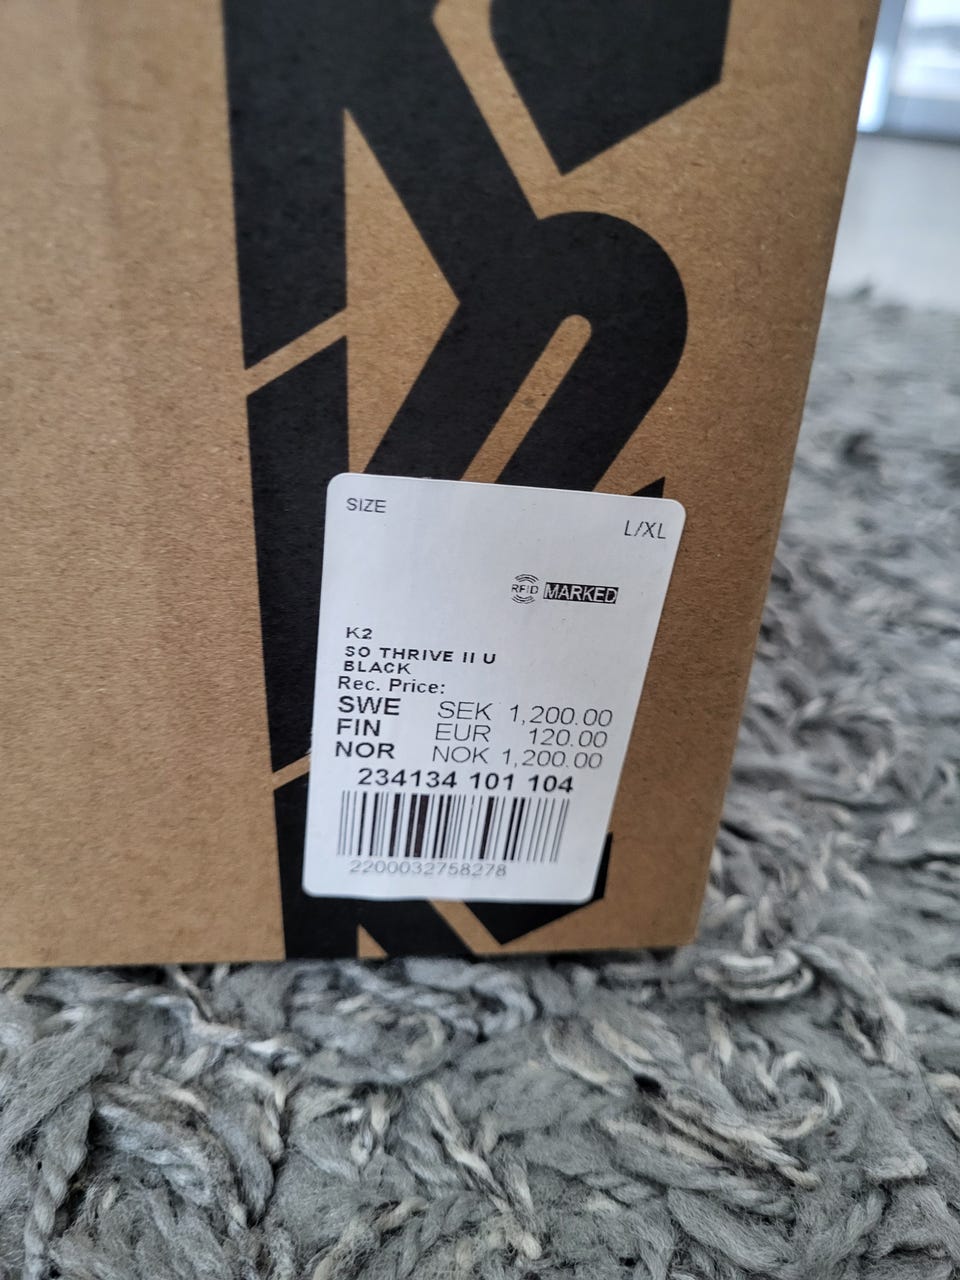 SIZE
L/XL
RFID MARKED
K2
SO THRIVE II U
BLACK
Rec. Price:
SWE SEK 1,200.00
FIN EUR 120.00
NOR NOK 1,200.00
234134 101 104
2200032758278